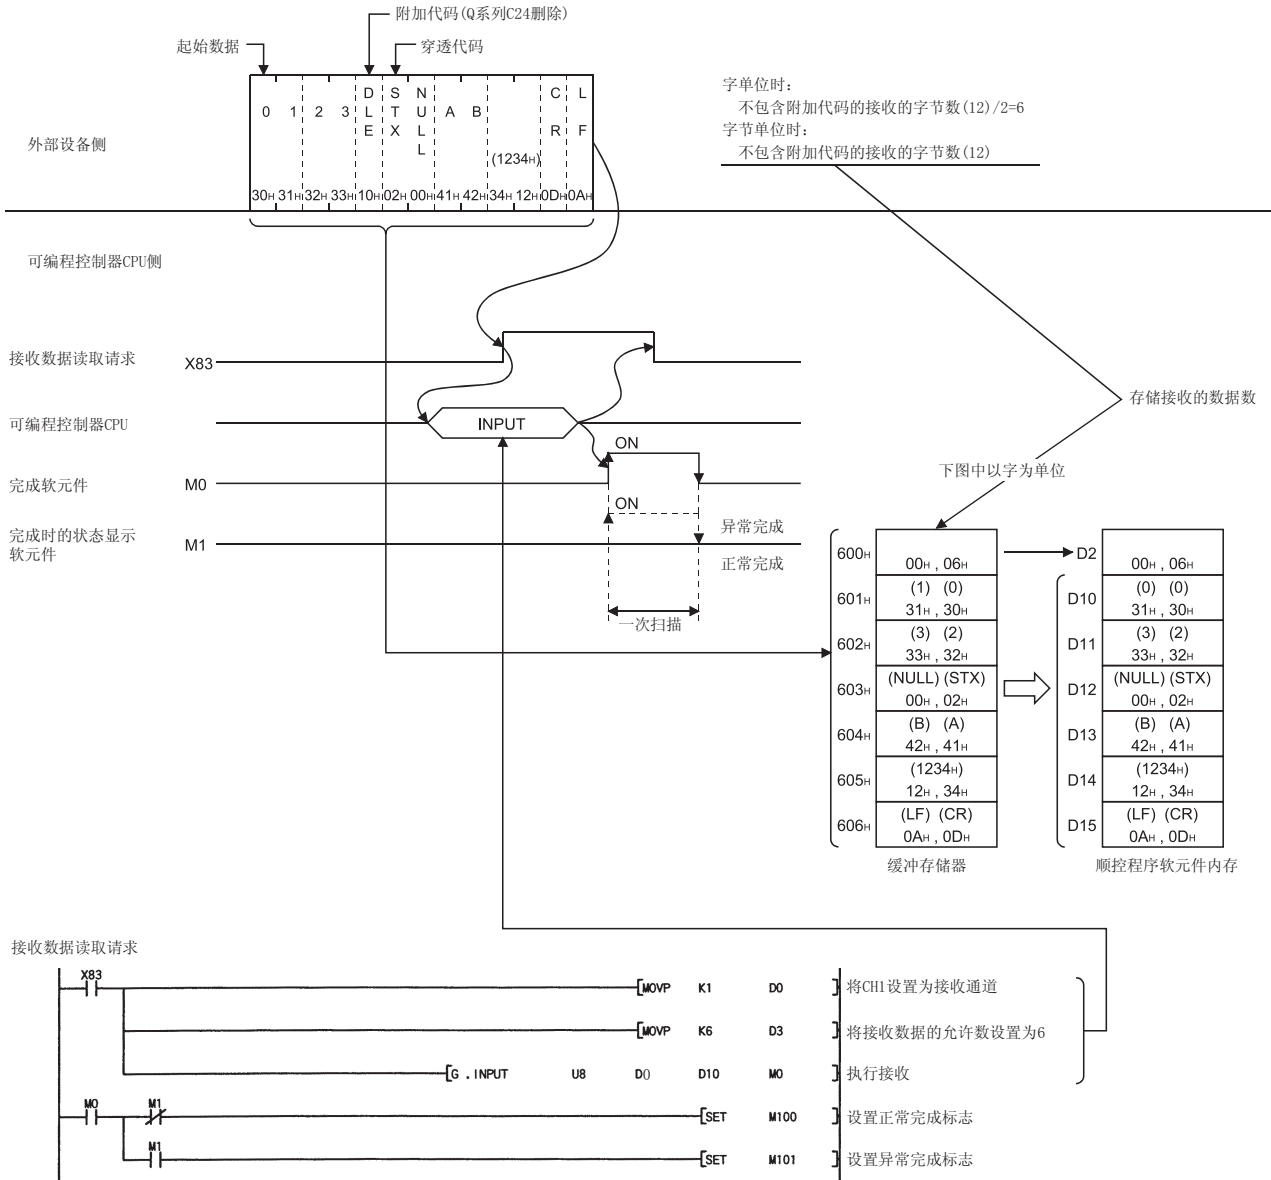 附加代码(Q系列C24删除)
起始数据
穿透代码
外部设备侧
0 1 2 3 DLE STX NULL A B (1234H) CR LF
30H 31H 32H 33H 10H 02H 00H 41H 42H 34H 12H 0DH 0AH
字单位时：
不包含附加代码的接收的字节数(12)/2=6
字节单位时：
不包含附加代码的接收的字节数(12)
可编程控制器CPU侧
接收数据读取请求 X83
可编程控制器CPU INPUT
存储接收的数据数
下图中以字为单位
完成软元件 M0 ON
完成时的状态显示
软元件 M1 ON
异常完成
正常完成
一次扫描
600H 00H , 06H D2 00H , 06H
601H (1) (0) D10 (0) (0)
31H , 30H 31H , 30H
602H (3) (2) D11 (3) (2)
33H , 32H 33H , 32H
603H (NULL) (STX) D12 (NULL) (STX)
00H , 02H 00H , 02H
604H (B) (A) D13 (B) (A)
42H , 41H 42H , 41H
605H (1234H) D14 (1234H)
12H , 34H 12H , 34H
606H (LF) (CR) D15 (LF) (CR)
0AH , 0DH 0AH , 0DH
缓冲存储器 顺控程序软元件内存
接收数据读取请求
X83 [MOVP K1 D0 ] 将CH1设置为接收通道
[MOVP K6 D3 ] 将接收数据的允许数设置为6
[G .INPUT U8 D0 D10 M0 ] 执行接收
M0 M1 [SET M100 ] 设置正常完成标志
M1 [SET M101 ] 设置异常完成标志